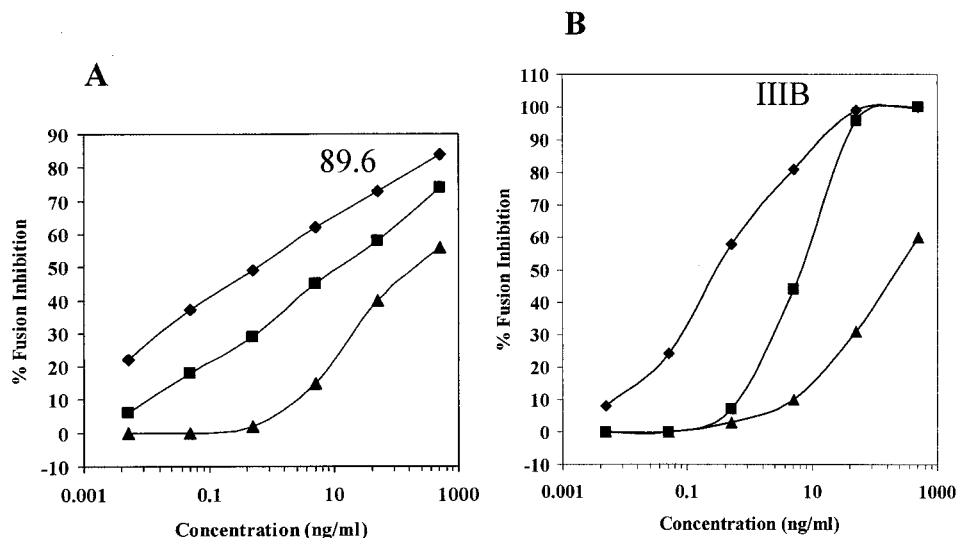 A
89.6
90
80
70
60
50
40
30
20
10
0
-10
% Fusion Inhibition
0.001 0.1 10 1000
Concentration (ng/ml)
B
IIIB
110
100
90
80
70
60
50
40
30
20
10
0
-10
% Fusion Inhibition
0.001 0.1 10 1000
Concentration (ng/ml)